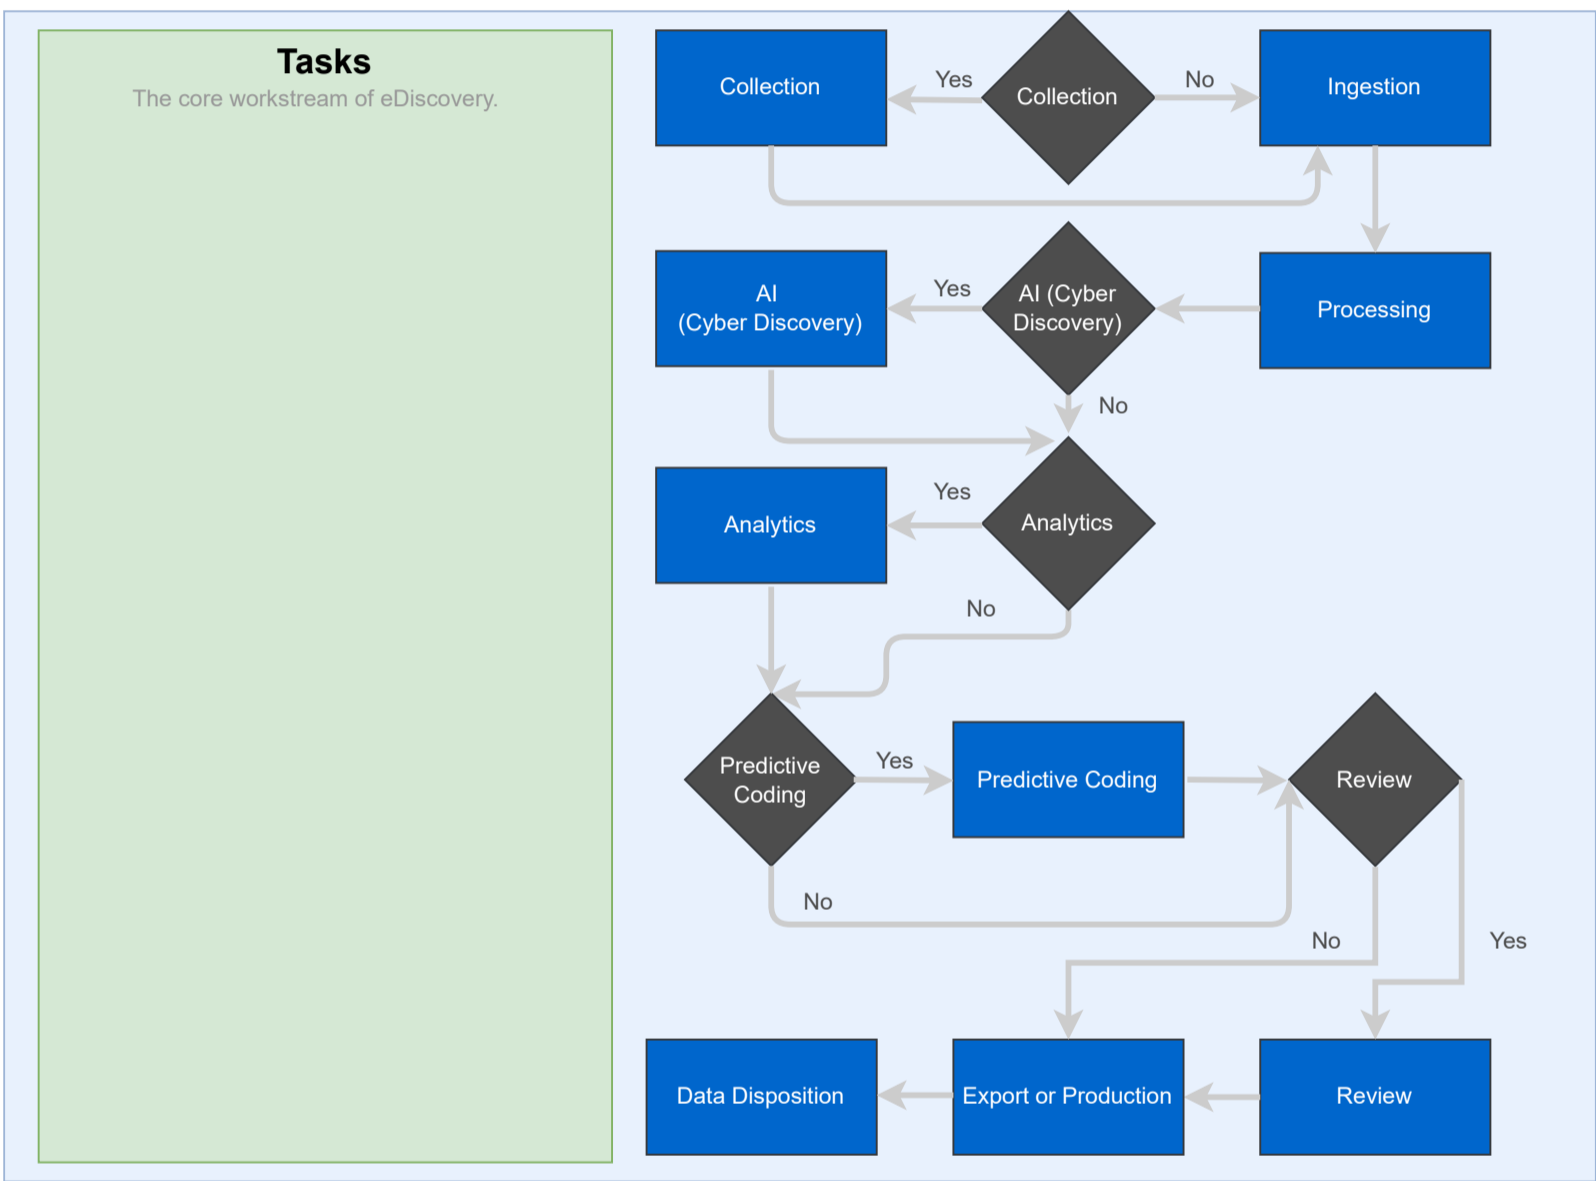 Tasks
The core workstream of eDiscovery.
Collection
Yes
Collection
No
Ingestion
AI
(Cyber Discovery)
Yes
AI (Cyber
Discovery)
Processing
No
Analytics
Yes
Analytics
No
Predictive
Coding
Yes
Predictive Coding
Review
No
No
Yes
Data Disposition
Export or Production
Review